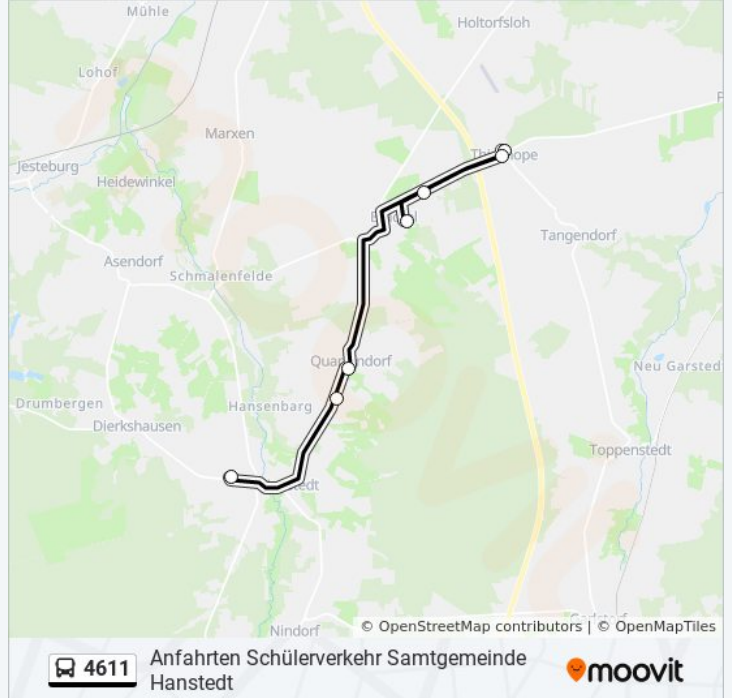 Mühle
Holtorfsloh
Lohof
Marxen
Jesteburg
Heidewinkel
Tangendorf
Asendorf
Schmalenfelde
Neu Garsted
Drumbergen
Hansenbarg
Dierkshausen
Toppenstedt
Nindorf
© OpenStreetMap contributors | © OpenMapTiles
4611
Anfahrten Schülerverkehr Samtgemeinde
Hanstedt
moovit